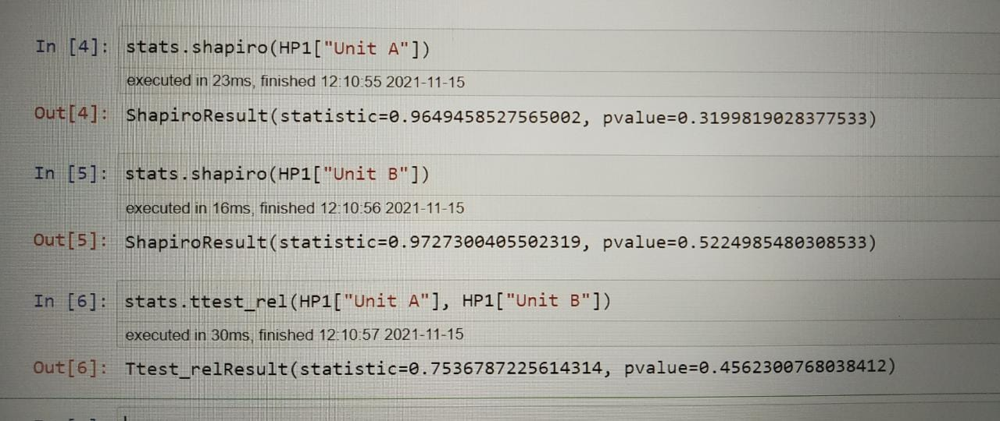 In [4]: stats.shapiro(HP1["Unit A"])
executed in 23ms, finished 12:10:55 2021-11-15
Out[4]: ShapiroResult(statistic=0.9649458527565002, pvalue=0.3199819028377533)
In [5]: stats.shapiro(HP1["Unit B"])
executed in 16ms, finished 12:10:56 2021-11-15
Out[5]: ShapiroResult(statistic=0.9727300405502319, pvalue=0.5224985480308533)
In [6]: stats.ttest_rel(HP1["Unit A"], HP1["Unit B"])
executed in 30ms, finished 12:10:57 2021-11-15
Out[6]: Ttest_relResult(statistic=0.7536787225614314, pvalue=0.4562300768038412)